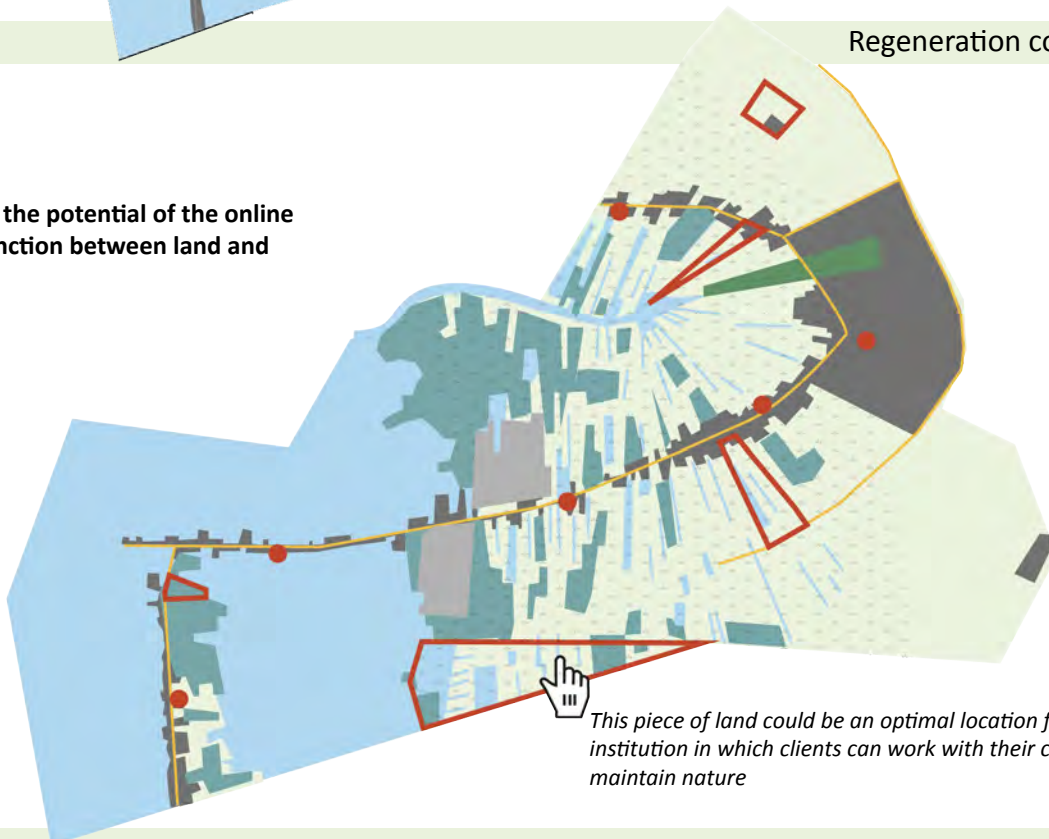 Regeneration co
the potential of the online
nction between land and
This piece of land could be an optimal location f
institution in which clients can work with their c
maintain nature